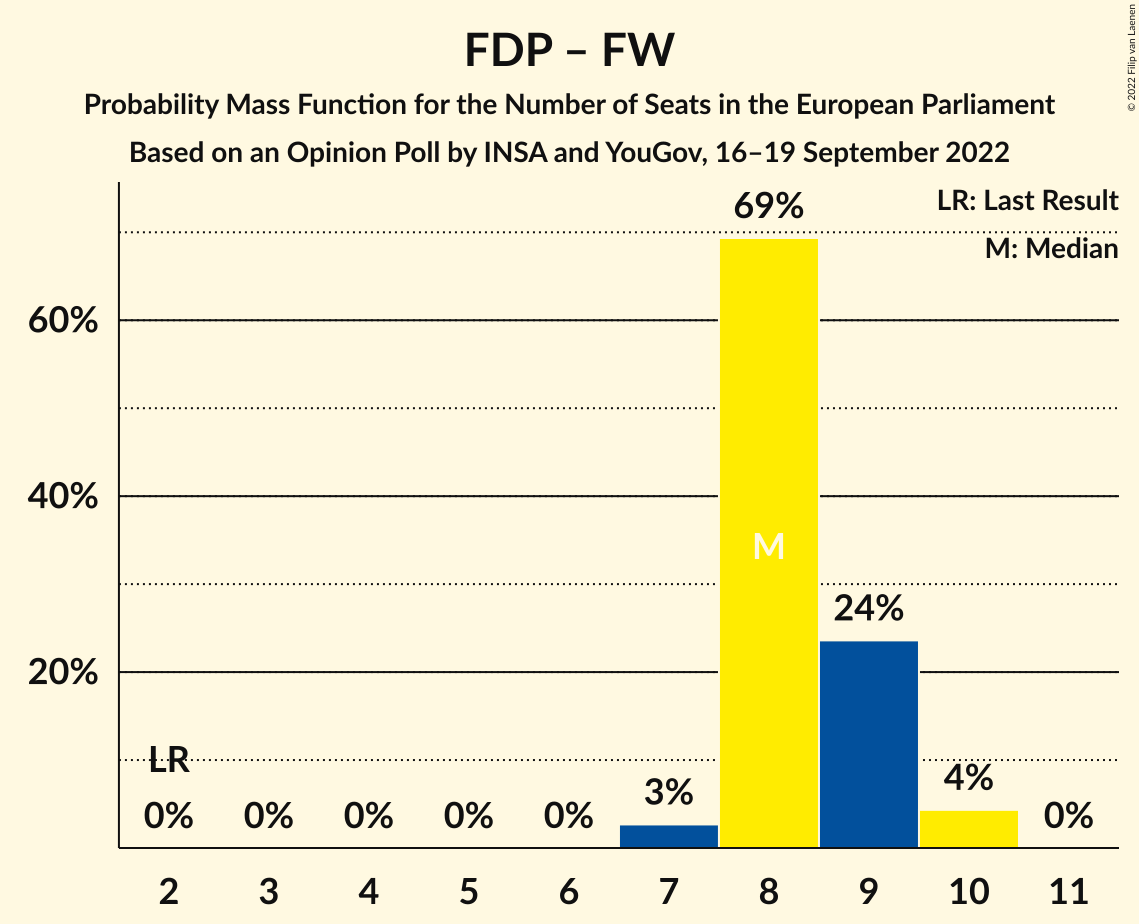 FDP – FW
Probability Mass Function for the Number of Seats in the European Parliament
Based on an Opinion Poll by INSA and YouGov, 16–19 September 2022
© 2022 Filip van Laenen
LR: Last Result
M: Median
69%
60%
40%
M
24%
20%
LR
0%
0%
0%
0%
0%
3%
4%
0%
2
3
4
5
6
7
8
9
10
11